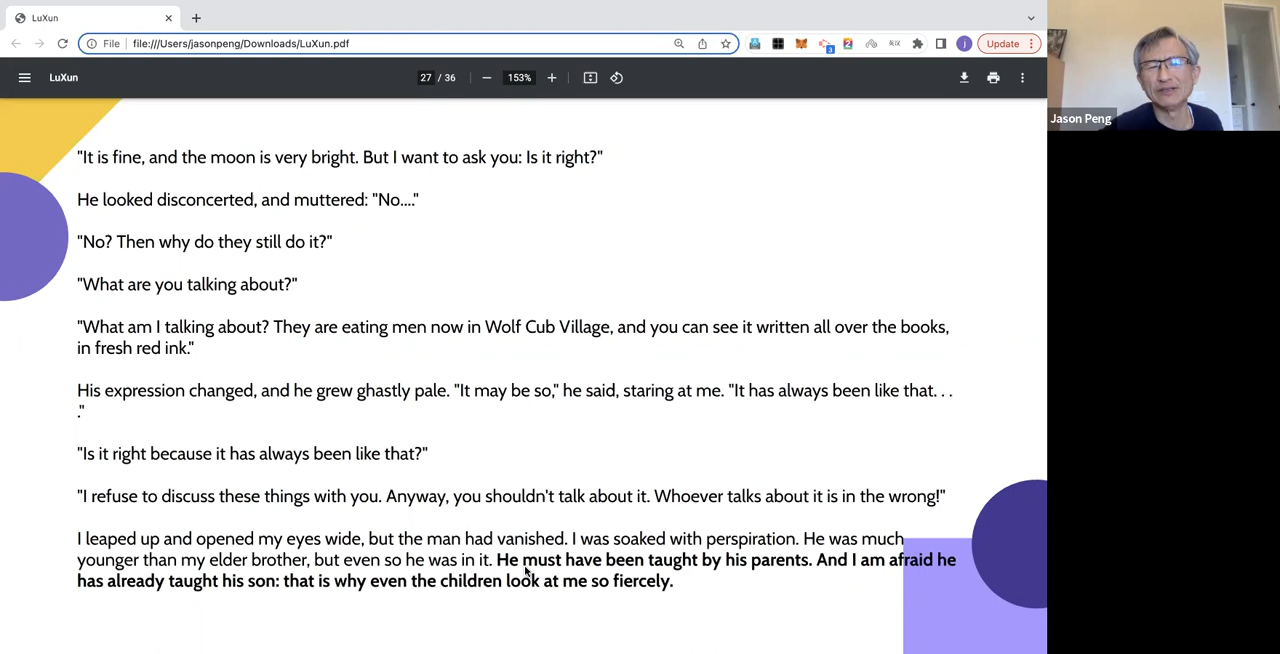 LuXun
File
file:///Users/jasonpeng/Downloads/LuXun.pdf
3
2
j
Update
LuXun
27 / 36
153%
"It is fine, and the moon is very bright. But I want to ask you: Is it right?"
He looked disconcerted, and muttered: "No...."
"No? Then why do they still do it?"
"What are you talking about?"
"What am I talking about? They are eating men now in Wolf Cub Village, and you can see it written all over the books,
in fresh red ink."
His expression changed, and he grew ghastly pale. "It may be so," he said, staring at me. "It has always been like that. . .
."
"Is it right because it has always been like that?"
"I refuse to discuss these things with you. Anyway, you shouldn't talk about it. Whoever talks about it is in the wrong!"
I leaped up and opened my eyes wide, but the man had vanished. I was soaked with perspiration. He was much
younger than my elder brother, but even so he was in it. He must have been taught by his parents. And I am afraid he
has already taught his son: that is why even the children look at me so fiercely.
Jason Peng